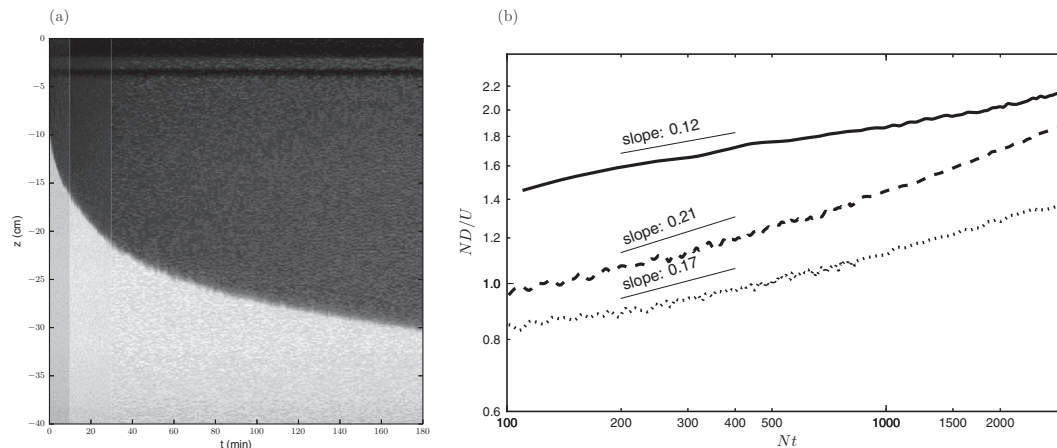 (a)
(b)
0
−5
−10
−15
−20
−25
−30
−35
−40
z (cm)
0 20 40 60 80 100 120 140 160 180
t (min)
2.2
2.0
1.8
1.6
1.4
1.2
1.0
0.8
0.6
ND/U
slope: 0.12
slope: 0.21
slope: 0.17
100 200 300 400 500 1000 1500 2000
Nt